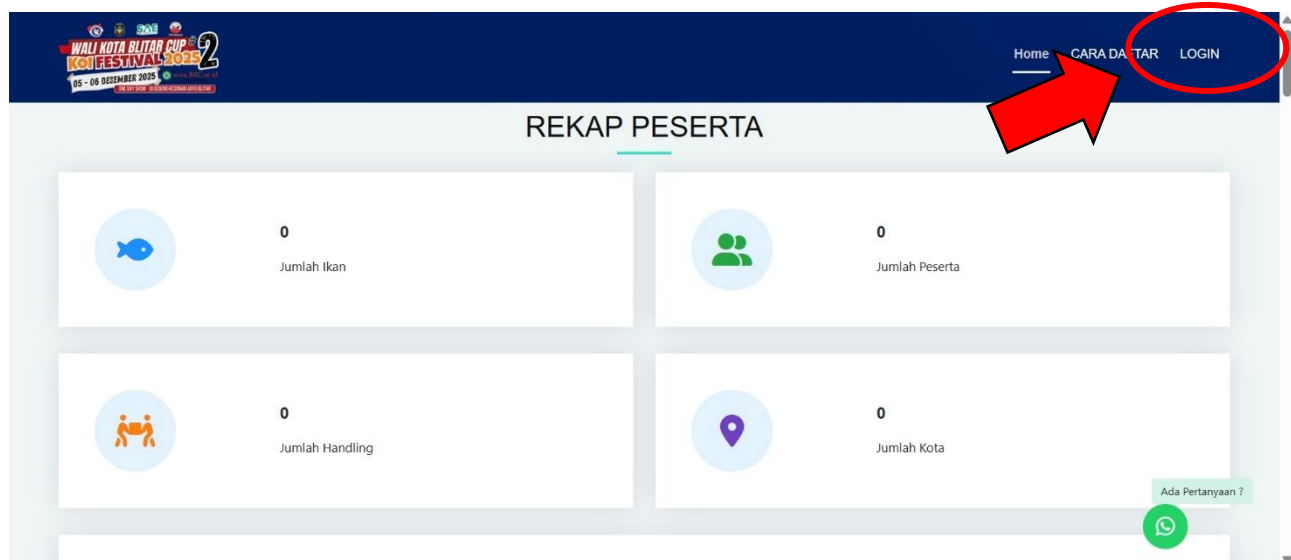 SAE
WALI KOTA BLITAR CUP 2
KOI FESTIVAL 2025
05 - 06 DESEMBER 2025
Home CARA DAFTAR LOGIN
REKAP PESERTA
0
Jumlah Ikan
0
Jumlah Peserta
0
Jumlah Handling
0
Jumlah Kota
Ada Pertanyaan ?